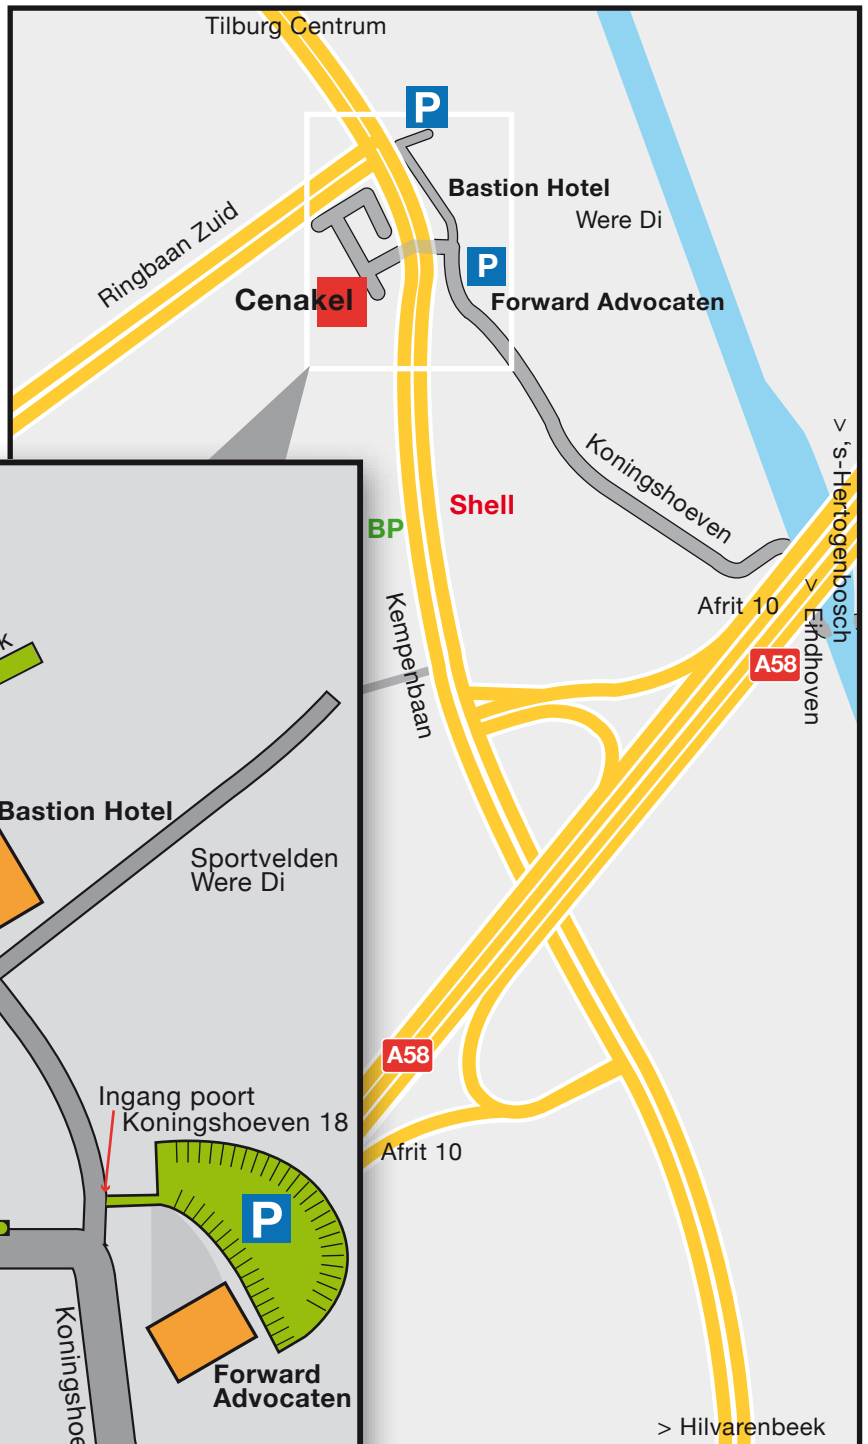 Tilburg Centrum
P
Bastion Hotel
Were Di
Ringbaan Zuid
P
Cenakel
Forward Advocaten
> 's-Hertogenbosch
Koningshoeven
Shell
BP
> Eindhoven
Afrit 10
Kempenbaan
A58
k
Bastion Hotel
Sportvelden
Were Di
A58
Ingang poort
Koningshoeven 18
Afrit 10
P
Koningshoe
Forward
Advocaten
> Hilvarenbeek